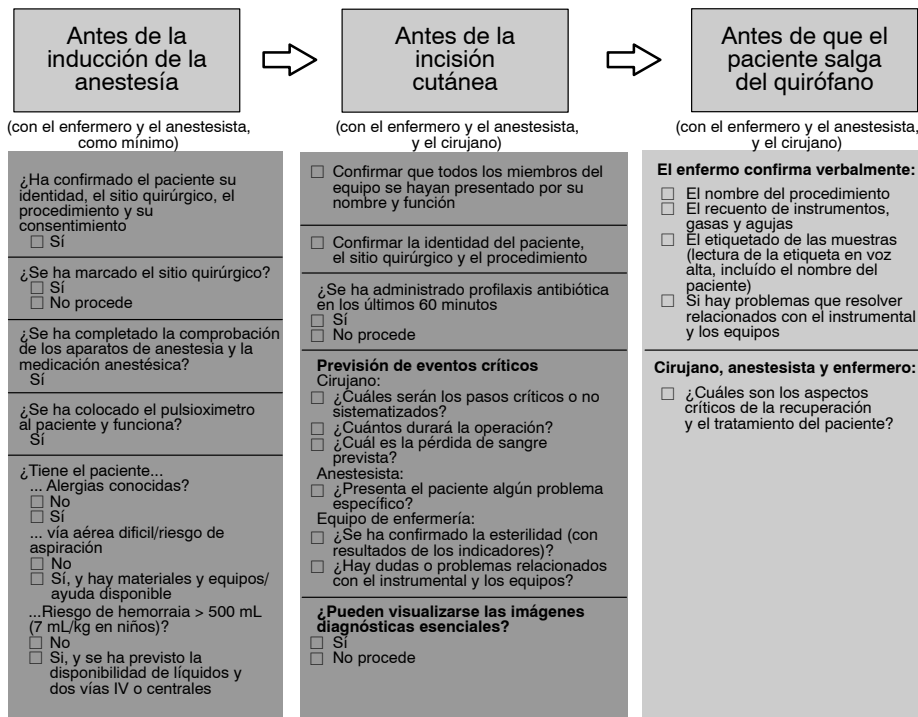 Antes de la
inducción de la
anestesía
(con el enfermero y el anestesista,
como mínimo)
¿Ha confirmado el paciente su
identidad, el sitio quirúrgico, el
procedimiento y su
consentimiento
Sí
¿Se ha marcado el sitio quirúrgico?
Sí
No procede
¿Se ha completado la comprobación
de los aparatos de anestesia y la
medicación anestésica?
Sí
¿Se ha colocado el pulsioximetro
al paciente y funciona?
Sí
¿Tiene el paciente...
... Alergias conocidas?
No
Sí
... vía aérea dificil/riesgo de
aspiración
No
Sí, y hay materiales y equipos/
ayuda disponible
...Riesgo de hemorraia > 500 mL
(7 mL/kg en niños)?
No
Si, y se ha previsto la
disponibilidad de líquidos y
dos vías IV o centrales
Antes de la
incisión
cutánea
(con el enfermero y el anestesista,
y el cirujano)
Confirmar que todos los miembros del
equipo se hayan presentado por su
nombre y función
Confirmar la identidad del paciente,
el sitio quirúrgico y el procedimiento
¿Se ha administrado profilaxis antibiótica
en los últimos 60 minutos
Sí
No procede
Previsión de eventos críticos
Cirujano:
¿Cuáles serán los pasos críticos o no
sistematizados?
¿Cuántos durará la operación?
¿Cuál es la pérdida de sangre
prevista?
Anestesista:
¿Presenta el paciente algún problema
específico?
Equipo de enfermería:
¿Se ha confirmado la esterilidad (con
resultados de los indicadores)?
¿Hay dudas o problemas relacionados
con el instrumental y los equipos?
¿Pueden visualizarse las imágenes
diagnósticas esenciales?
Sí
No procede
Antes de que el
paciente salga
del quirófano
(con el enfermero y el anestesista,
y el cirujano)
El enfermo confirma verbalmente:
El nombre del procedimiento
El recuento de instrumentos,
gasas y agujas
El etiquetado de las muestras
(lectura de la etiqueta en voz
alta, incluído el nombre del
paciente)
Si hay problemas que resolver
relacionados con el instrumental
y los equipos
Cirujano, anestesista y enfermero:
¿Cuáles son los aspectos
críticos de la recuperación
y el tratamiento del paciente?